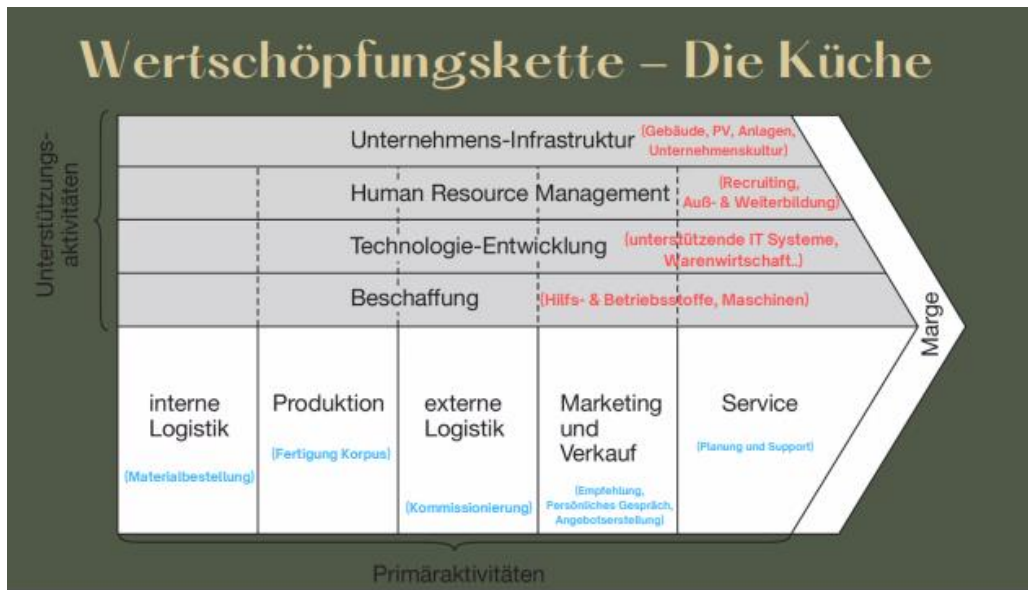 Wertschöpfungskette – Die Küche
Unterstützungs-
aktivitäten
Unternehmens-Infrastruktur
(Gebäude, PV, Anlagen,
Unternehmenskultur)
Human Resource Management
(Recruiting,
Auß- & Weiterbildung)
Technologie-Entwicklung
(unterstützende IT Systeme,
Warenwirtschaft..)
Beschaffung
(Hilfs- & Betriebsstoffe, Maschinen)
Marge
interne
Logistik
(Materialbestellung)
Produktion
(Fertigung Korpus)
externe
Logistik
(Kommissionierung)
Marketing
und
Verkauf
(Empfehlung,
Persönliches Gespräch,
Angebotserstellung)
Service
(Planung und Support)
Primäraktivitäten